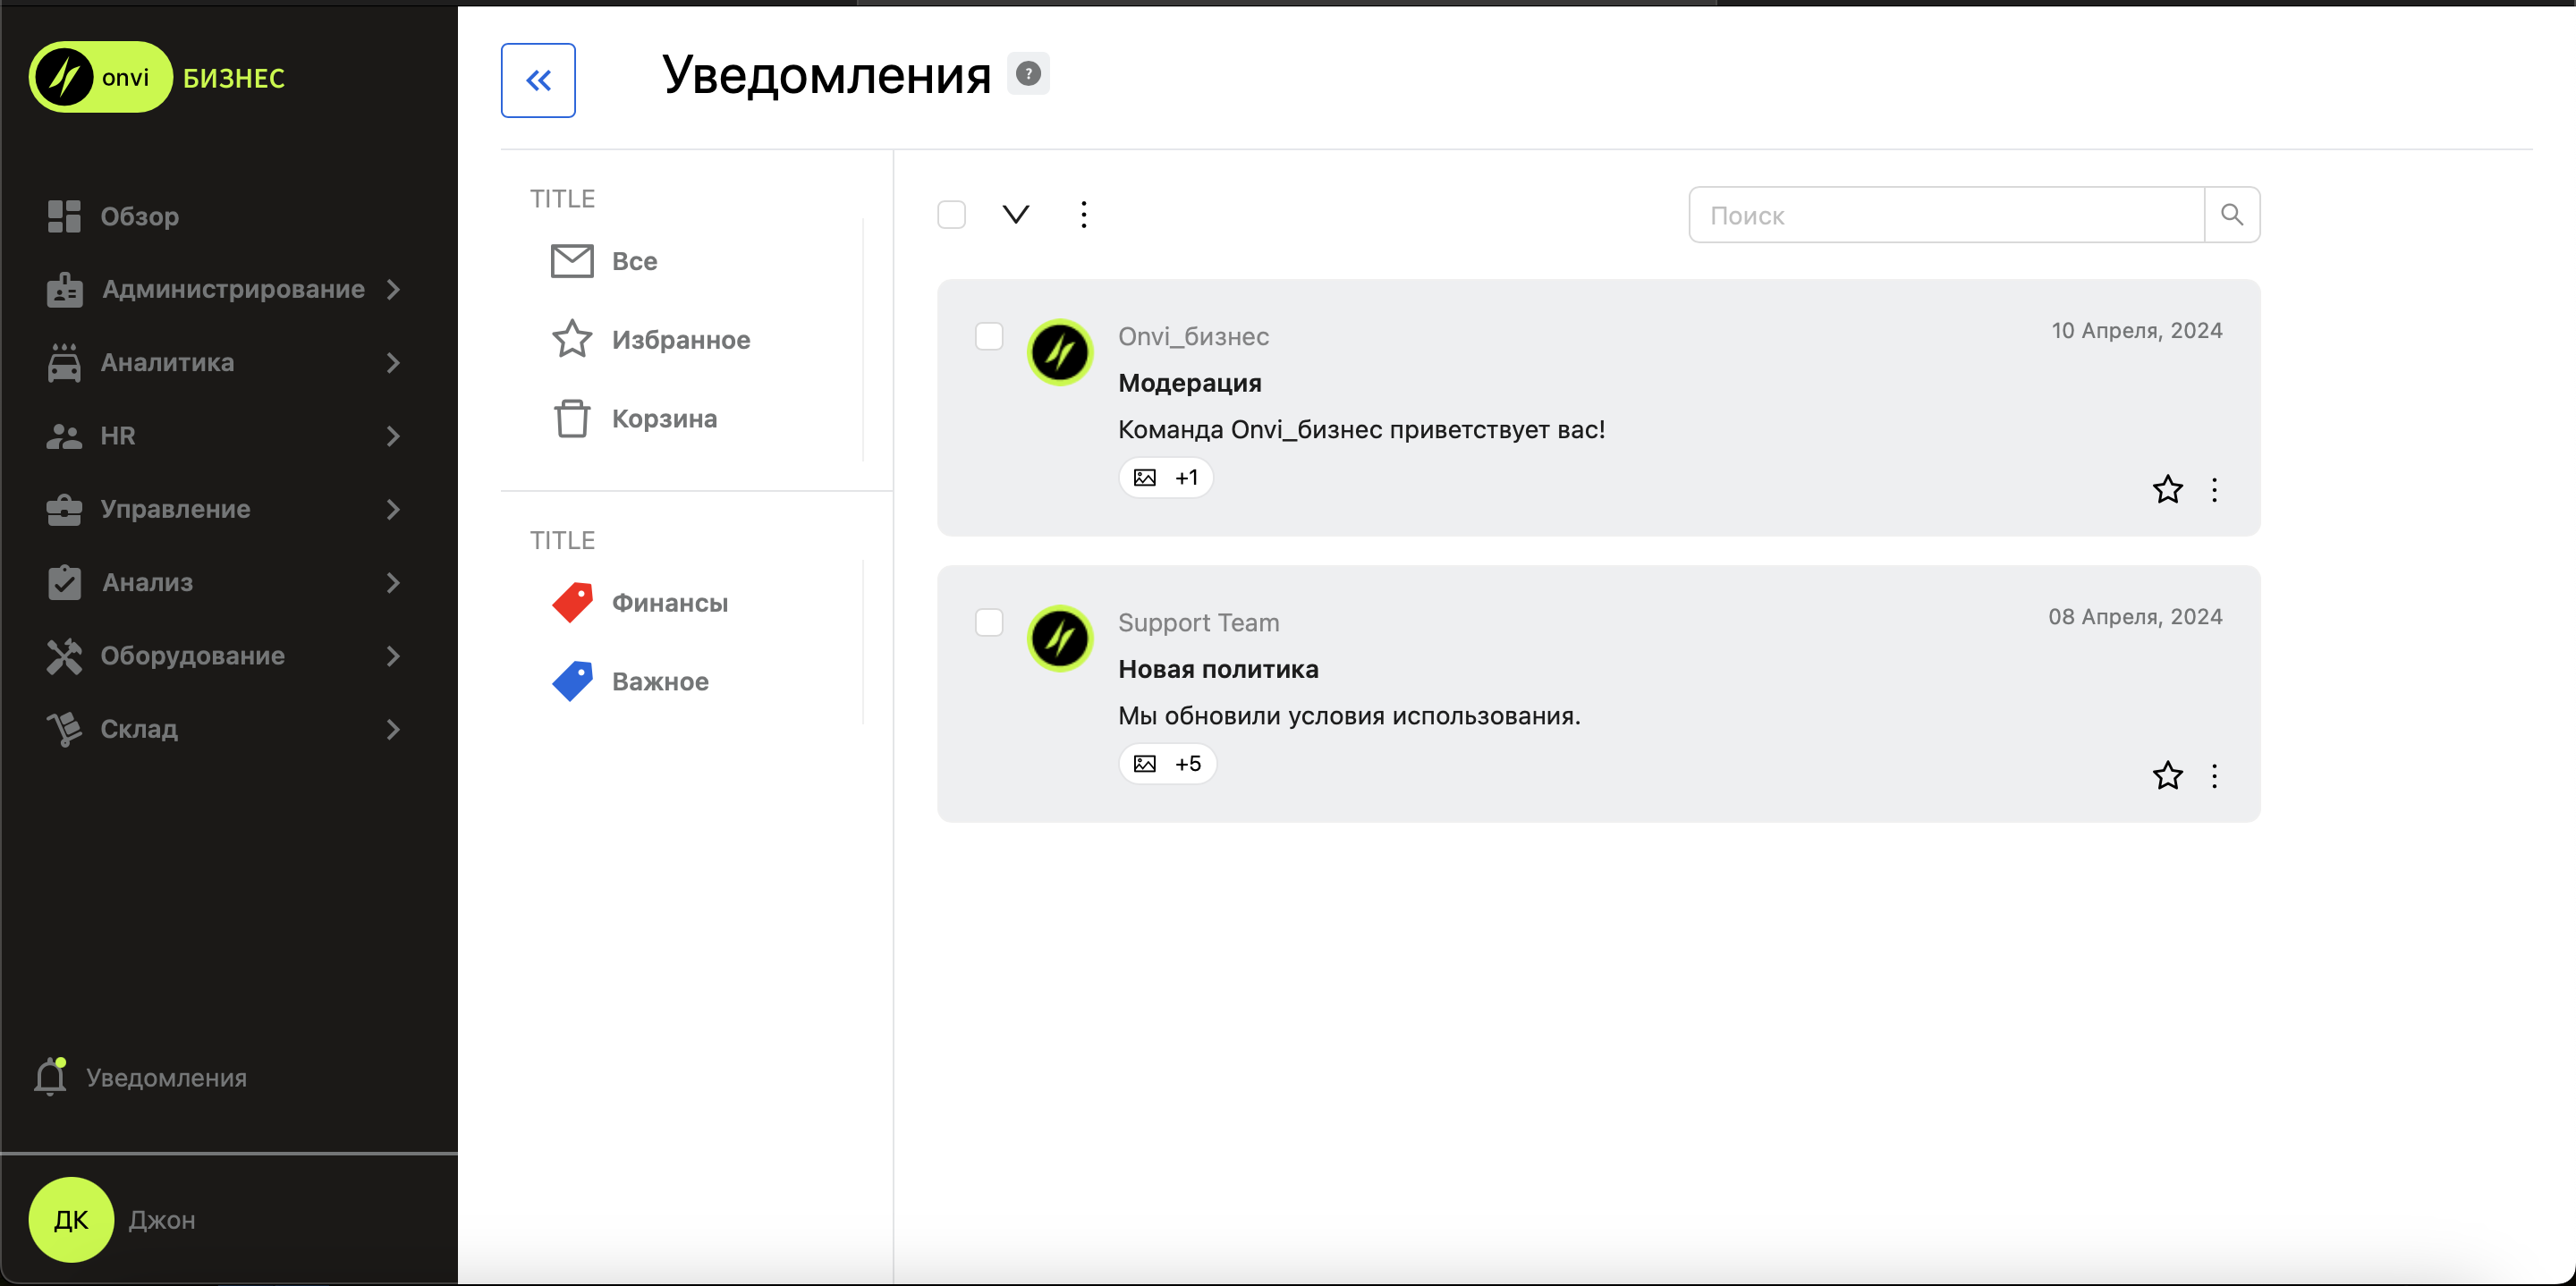 onvi БИЗНЕС
Обзор
Администрирование
Аналитика
HR
Управление
Анализ
Оборудование
Склад
Уведомления
ДК Джон
Уведомления ?
TITLE
Все
Избранное
Корзина
TITLE
Финансы
Важное
Поиск
Onvi_бизнес
10 Апреля, 2024
Модерация
Команда Onvi_бизнес приветствует вас!
+1
Support Team
08 Апреля, 2024
Новая политика
Мы обновили условия использования.
+5